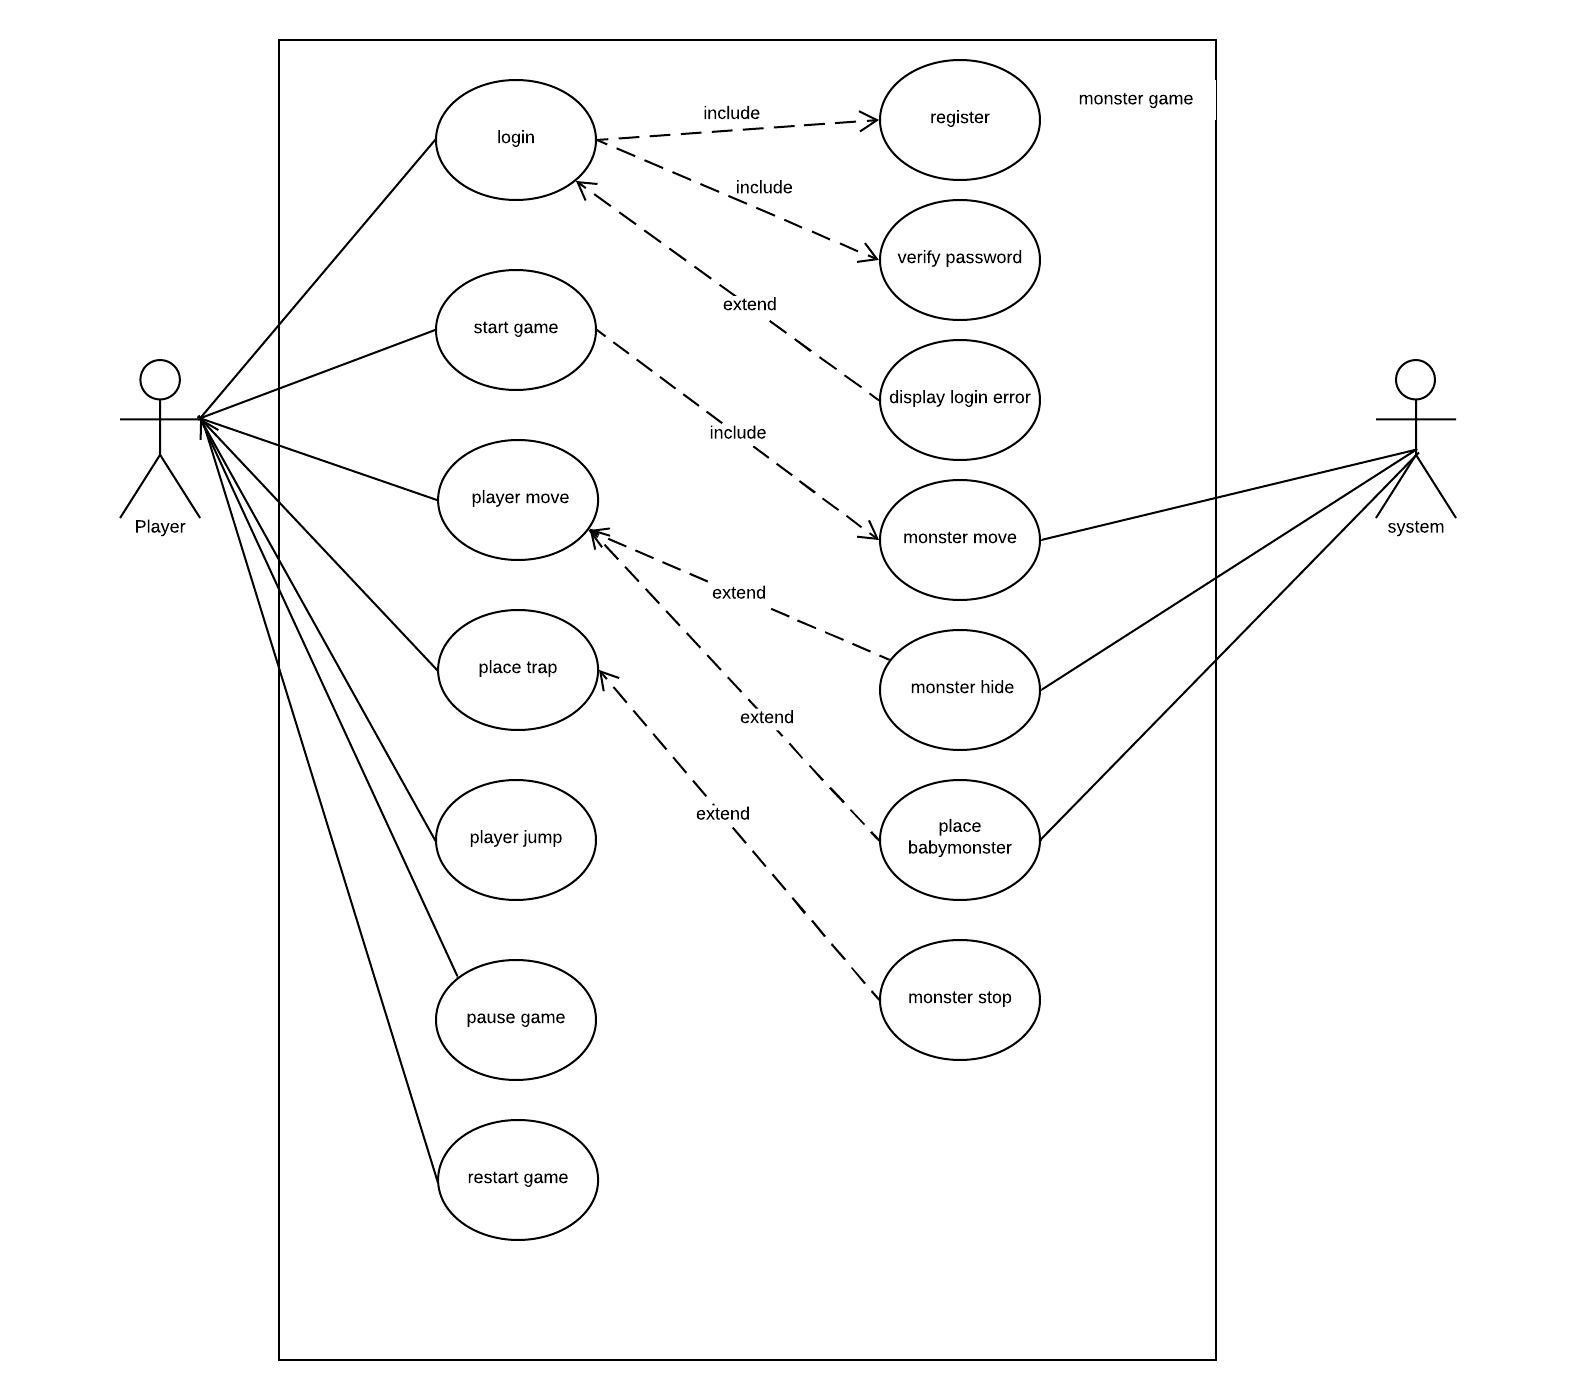 monster game
login
include
register
include
verify password
extend
start game
display login error
include
Player
player move
monster move
system
extend
place trap
monster hide
extend
extend
player jump
place
babymonster
pause game
monster stop
restart game